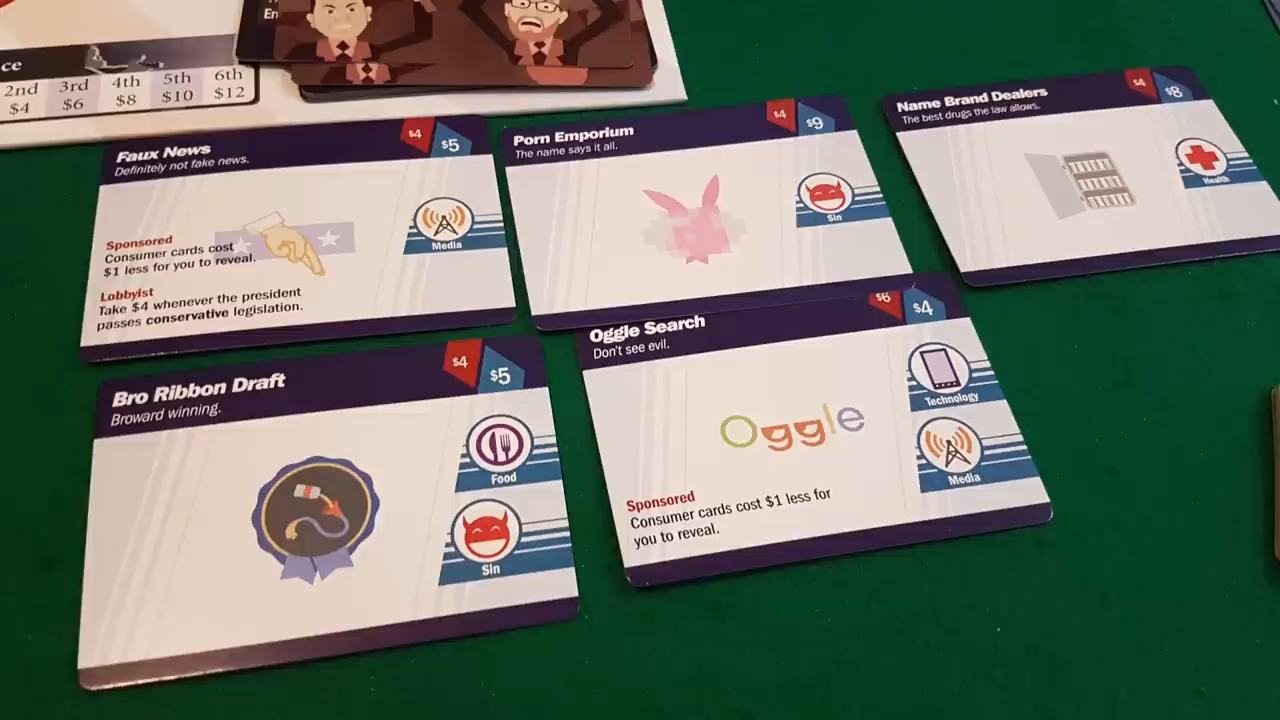 En
ce
2nd 3rd 4th 5th 6th
$4 $6 $8 $10 $12
Faux News
Definitely not fake news.
$4
$5
Media
Sponsored
Consumer cards cost
$1 less for you to reveal.
Lobbyist
Take $4 whenever the president
passes conservative legislation.
Porn Emporium
The name says it all.
$4
$9
Sin
Name Brand Dealers
The best drugs the law allows.
$4
$8
Health
Bro Ribbon Draft
Broward winning.
$4
$5
Food
Sin
Oggle Search
Don't see evil.
$6
$4
Technology
Oggle
Media
Sponsored
Consumer cards cost $1 less for
you to reveal.